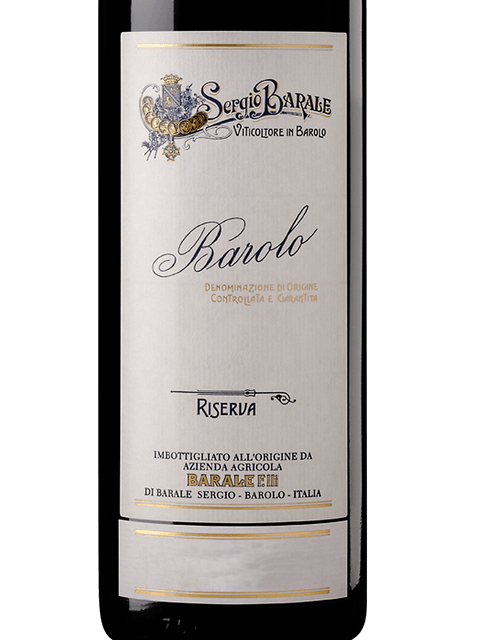 Sergio BARALE
VITICOLTORE IN BAROLO
Barolo
DENOMINAZIONE DI ORIGINE
CONTROLLATA E GARANTITA
RISERVA
IMBOTTIGLIATO ALL'ORIGINE DA
AZIENDA AGRICOLA
BARALE F.lli
DI BARALE SERGIO - BAROLO - ITALIA